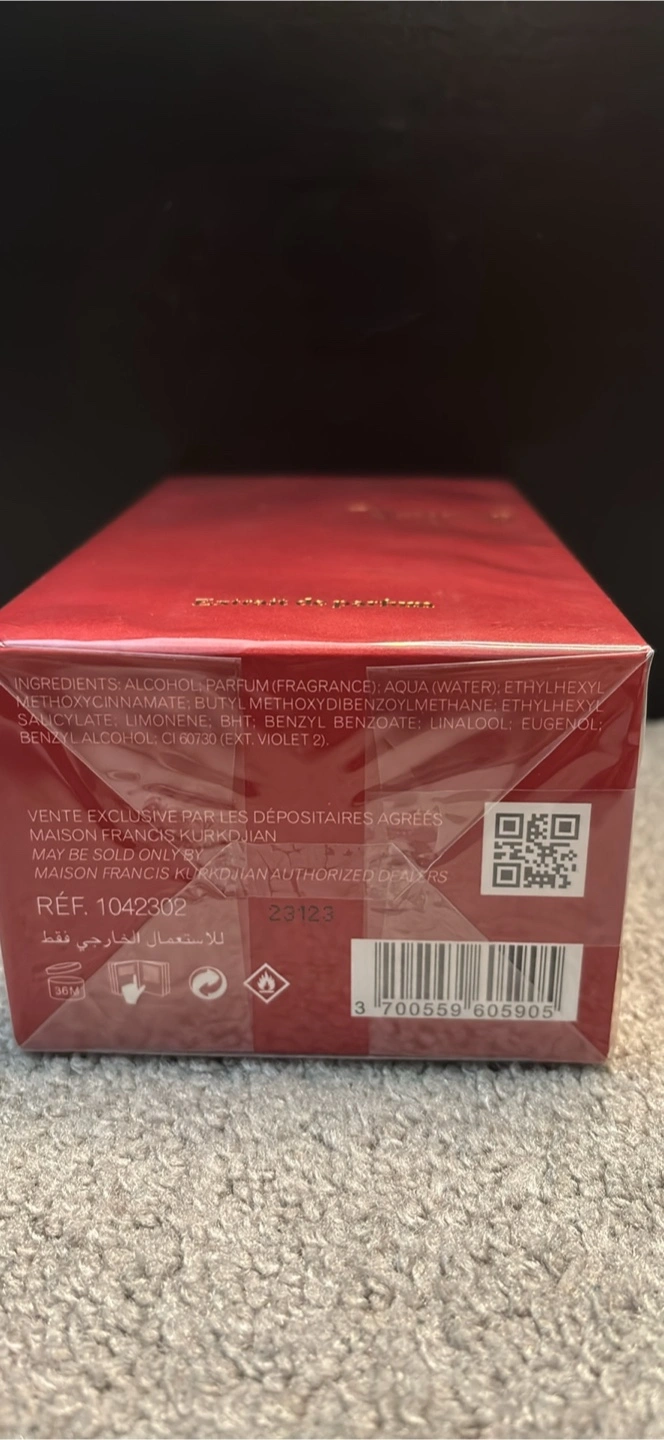 Extrait de parfum
INGREDIENTS: ALCOHOL; PARFUM (FRAGRANCE); AQUA (WATER); ETHYLHEXYL
METHOXYCINNAMATE; BUTYL METHOXYDIBENZOYLMETHANE; ETHYLHEXYL
SALICYLATE; LIMONENE; BHT; BENZYL BENZOATE; LINALOOL; EUGENOL;
BENZYL ALCOHOL; CI 60730 (EXT. VIOLET 2).
VENTE EXCLUSIVE PAR LES DÉPOSITAIRES AGRÉÉS
MAISON FRANCIS KURKDJIAN
MAY BE SOLD ONLY BY
MAISON FRANCIS KURKDJIAN AUTHORIZED DEALERS
RÉF. 1042302
23123
للاستعمال الخارجي فقط
36M
3 700559 605905